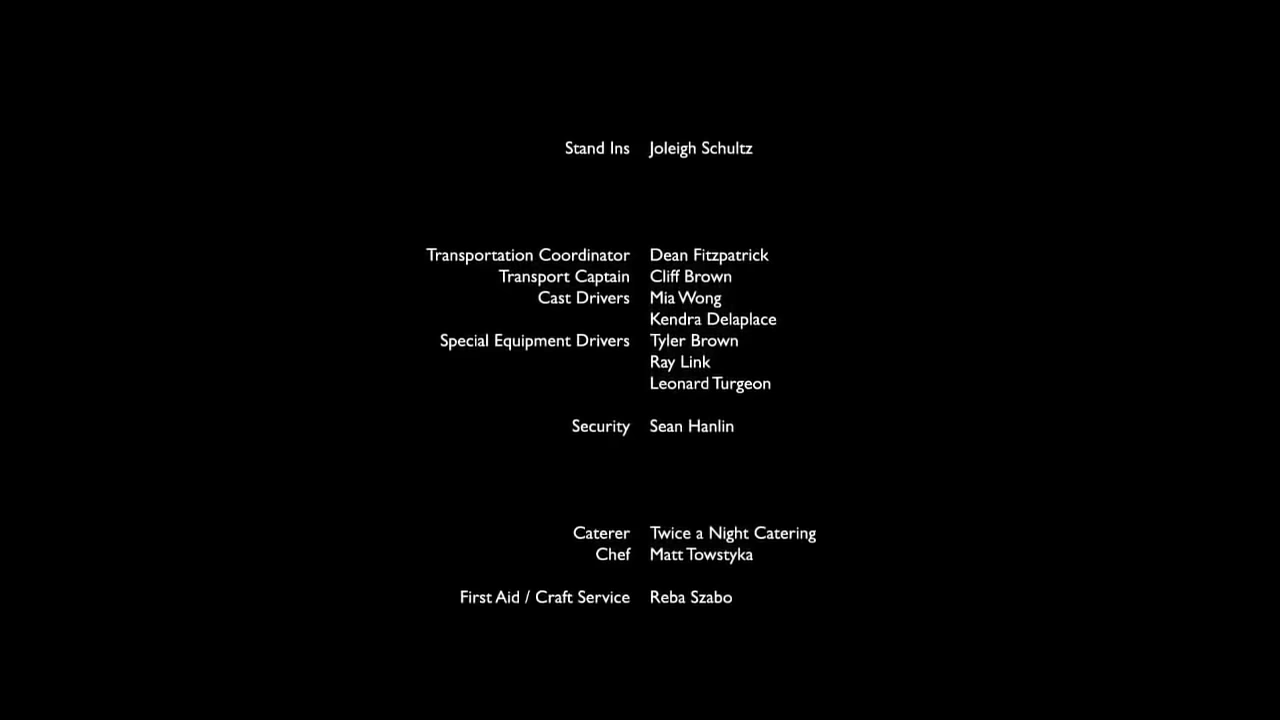 Stand Ins Joleigh Schultz
Transportation Coordinator Dean Fitzpatrick
Transport Captain Cliff Brown
Cast Drivers Mia Wong
Kendra Delaplace
Special Equipment Drivers Tyler Brown
Ray Link
Leonard Turgeon
Security Sean Hanlin
Caterer Twice a Night Catering
Chef Matt Towstyka
First Aid / Craft Service Reba Szabo